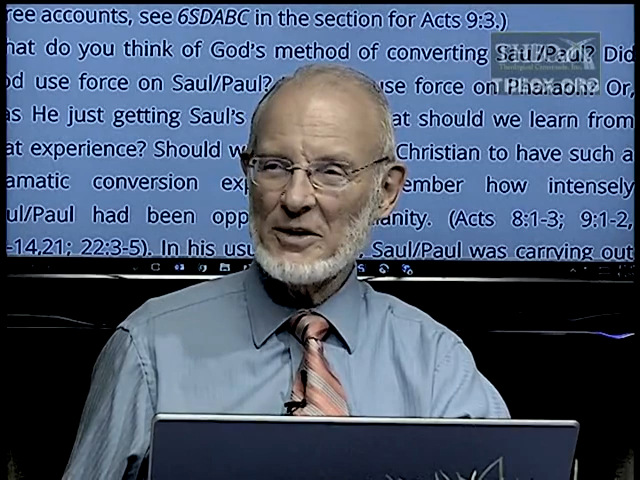 ree accounts, see 6SDABC in the section for Acts 9:3.)
hat do you think of God's method of converting Saul/Paul? Did
od use force on Saul/Paul? use force on Pharaoh? Or,
as He just getting Saul's at should we learn from
at experience? Should w Christian to have such a
amatic conversion exp ember how intensely
ul/Paul had been opp anity. (Acts 8:1-3; 9:1-2,
-14,21; 22:3-5). In his usu , Saul/Paul was carrying out